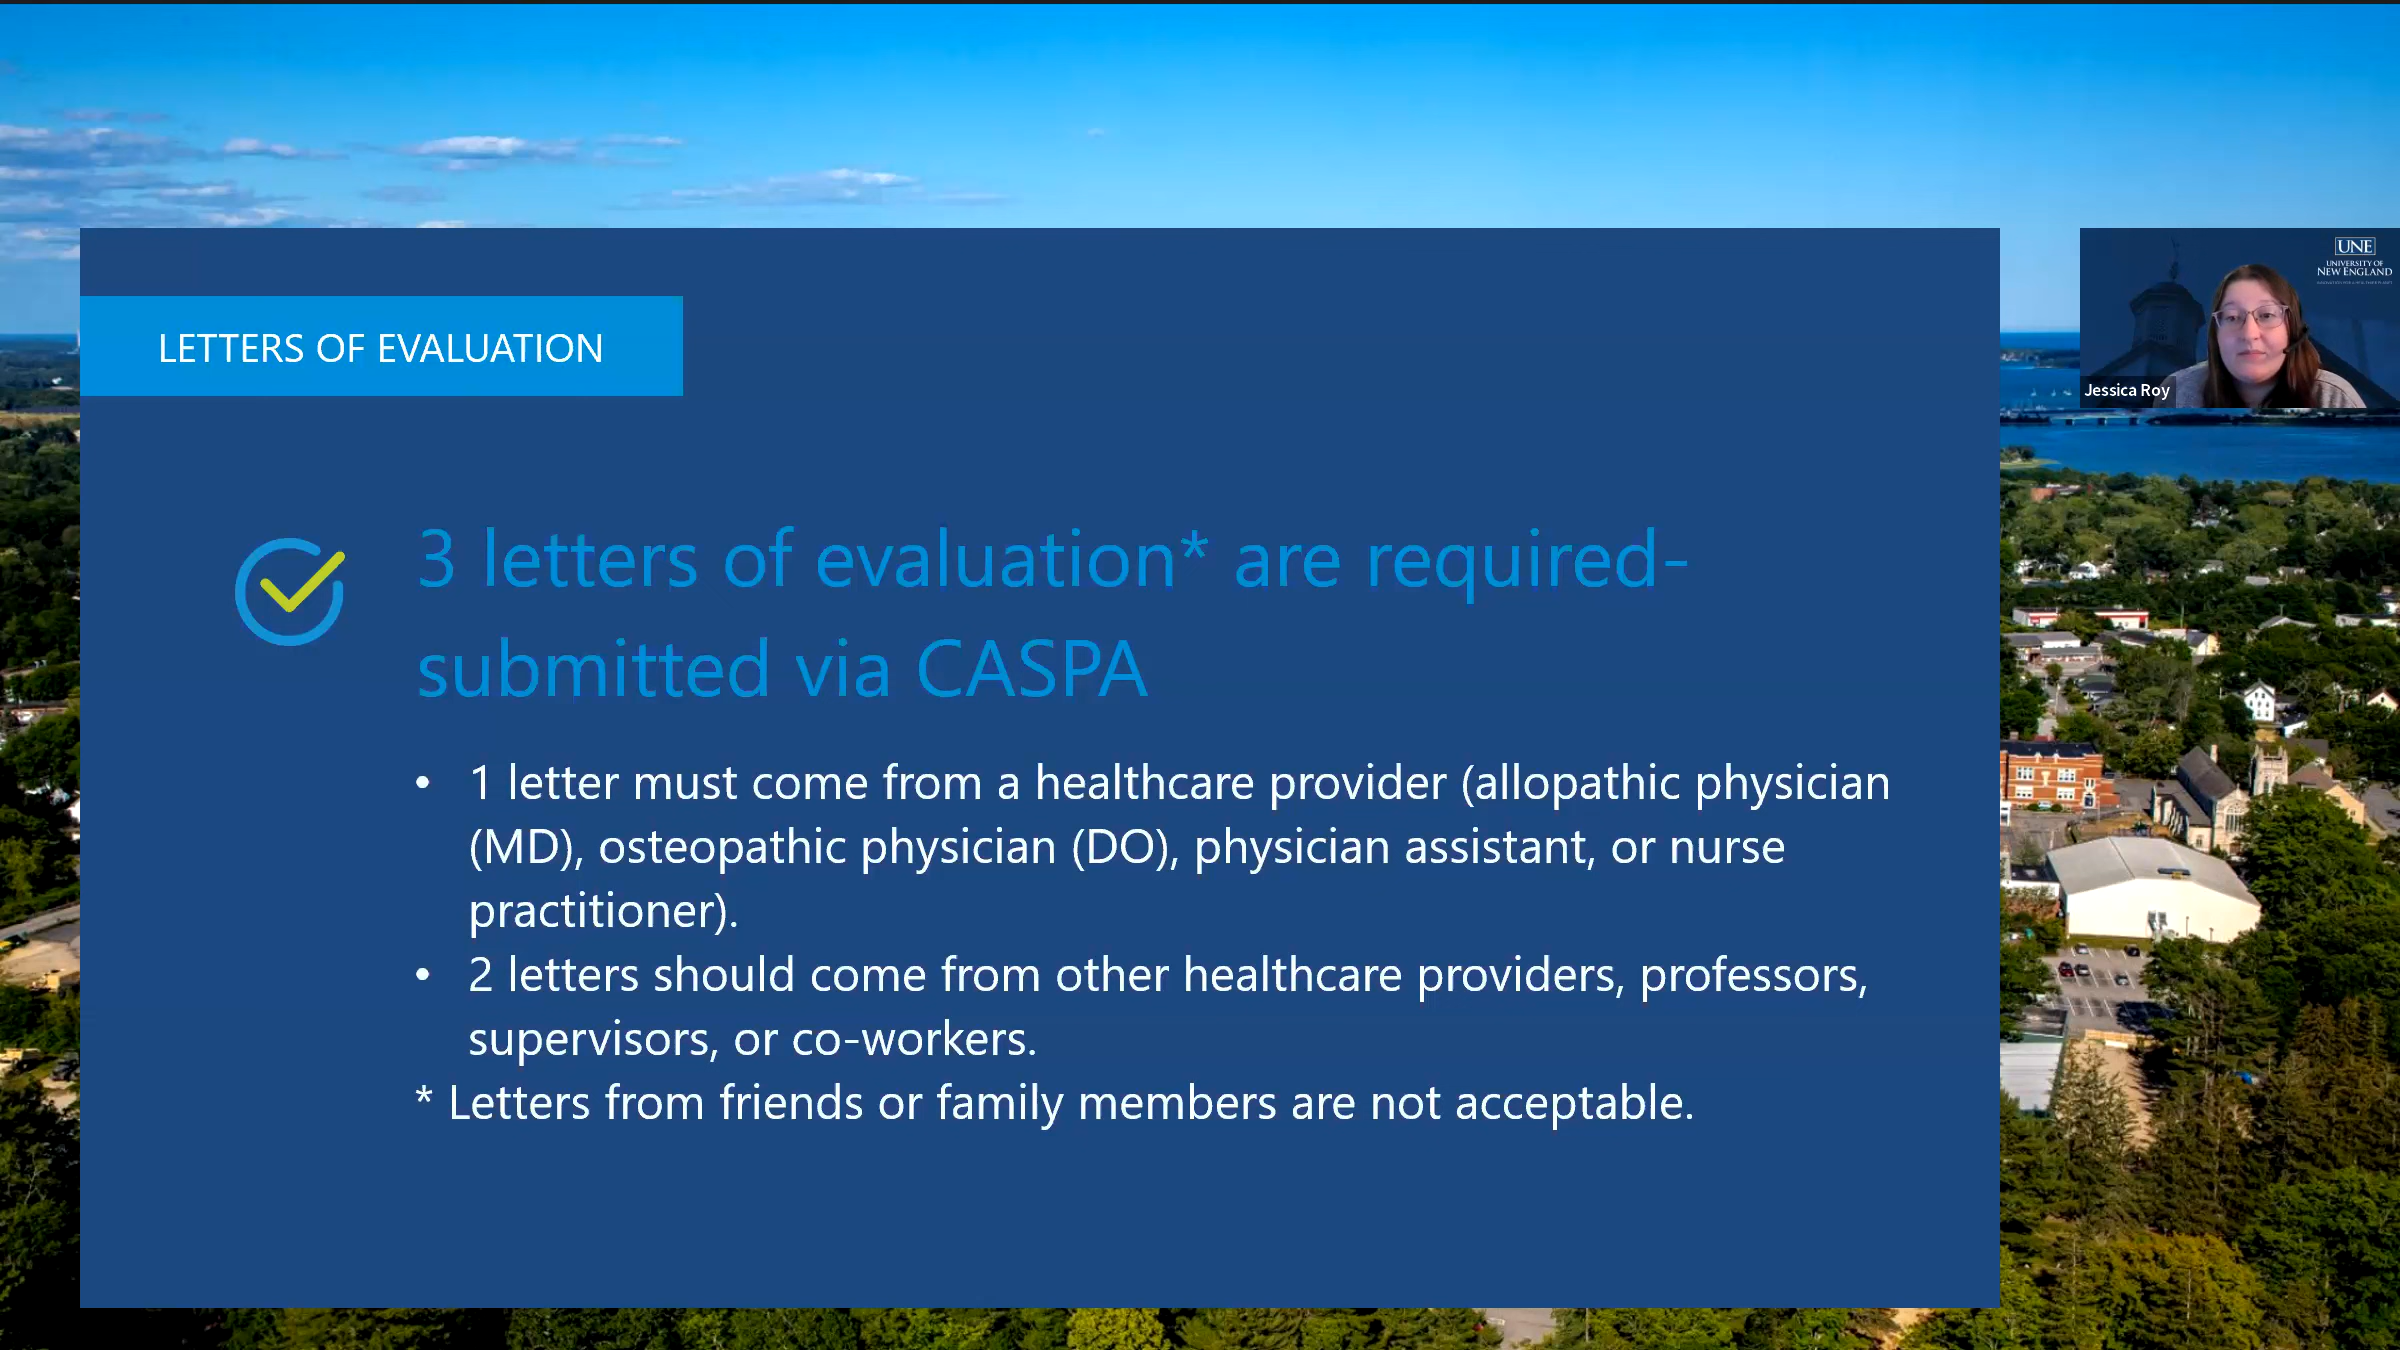 LETTERS OF EVALUATION
3 letters of evaluation* are required-
submitted via CASPA
• 1 letter must come from a healthcare provider (allopathic physician
(MD), osteopathic physician (DO), physician assistant, or nurse
practitioner).
• 2 letters should come from other healthcare providers, professors,
supervisors, or co-workers.
* Letters from friends or family members are not acceptable.
UNE
UNIVERSITY OF
NEW ENGLAND
Jessica Roy